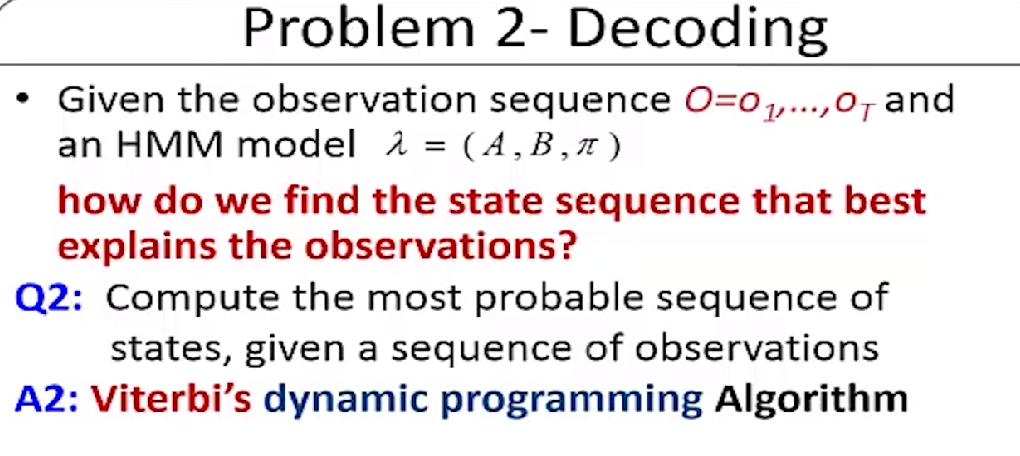 Problem 2- Decoding
• Given the observation sequence O=o₁,...,o_T and
an HMM model λ = ( A , B , π )
how do we find the state sequence that best
explains the observations?
Q2: Compute the most probable sequence of
states, given a sequence of observations
A2: Viterbi's dynamic programming Algorithm